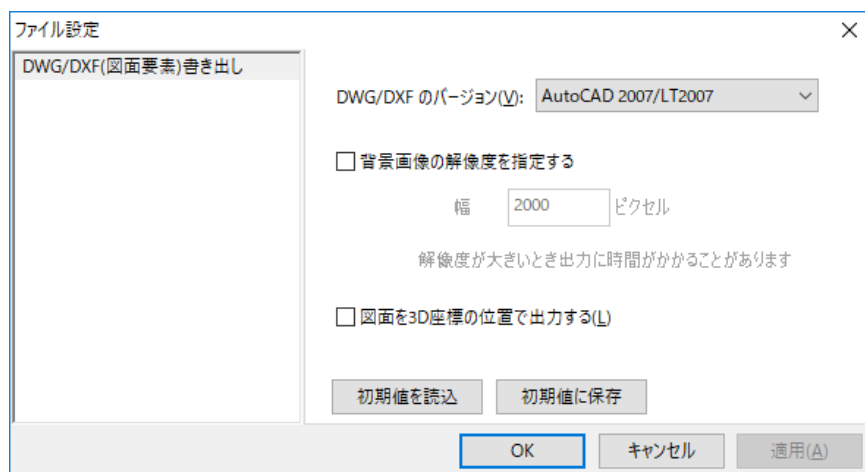 ファイル設定
DWG/DXF(図面要素)書き出し
DWG/DXF のバージョン(V): AutoCAD 2007/LT2007
背景画像の解像度を指定する
幅 2000 ピクセル
解像度が大きいとき出力に時間がかかることがあります
図面を3D座標の位置で出力する(L)
初期値を読込 初期値に保存
OK キャンセル 適用(A)